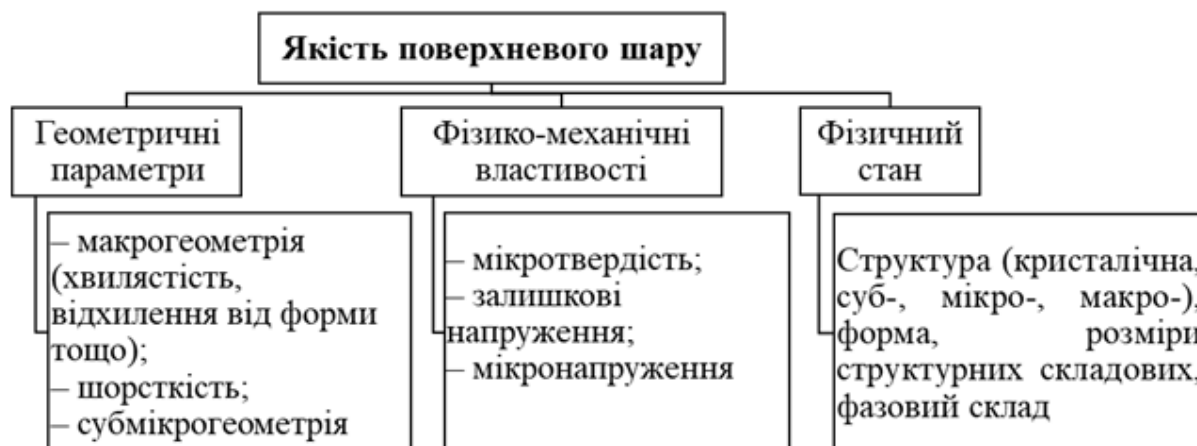 Якість поверхневого шару
Геометричні
параметри
Фізико-механічні
властивості
Фізичний
стан
– макрогеометрія
(хвилястість,
відхилення від форми
тощо);
– шорсткість;
– субмікрогеометрія
– мікротвердість;
– залишкові
напруження;
– мікронапруження
Структура (кристалічна,
суб-, мікро-, макро-),
форма, розміри
структурних складових,
фазовий склад